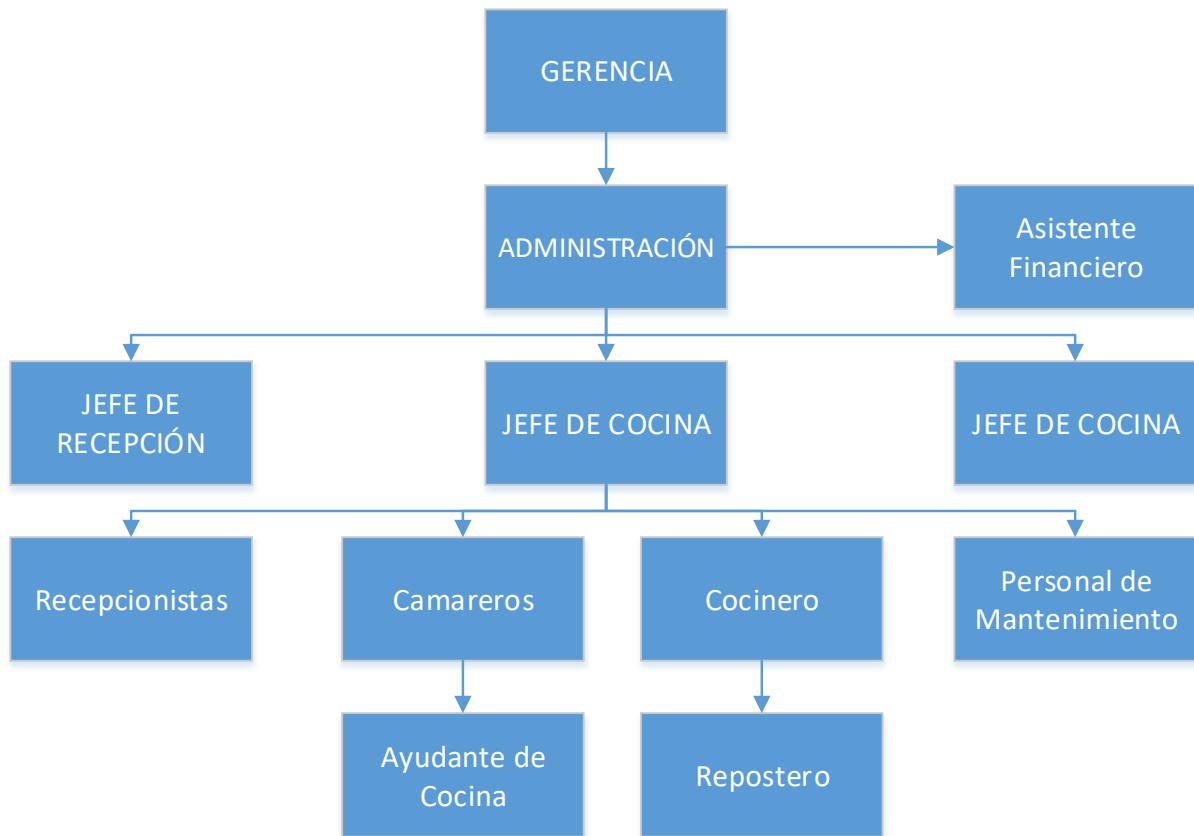 GERENCIA
ADMINISTRACIÓN
Asistente
Financiero
JEFE DE
RECEPCIÓN
JEFE DE COCINA
JEFE DE COCINA
Recepcionistas
Camareros
Cocinero
Personal de
Mantenimiento
Ayudante de
Cocina
Repostero